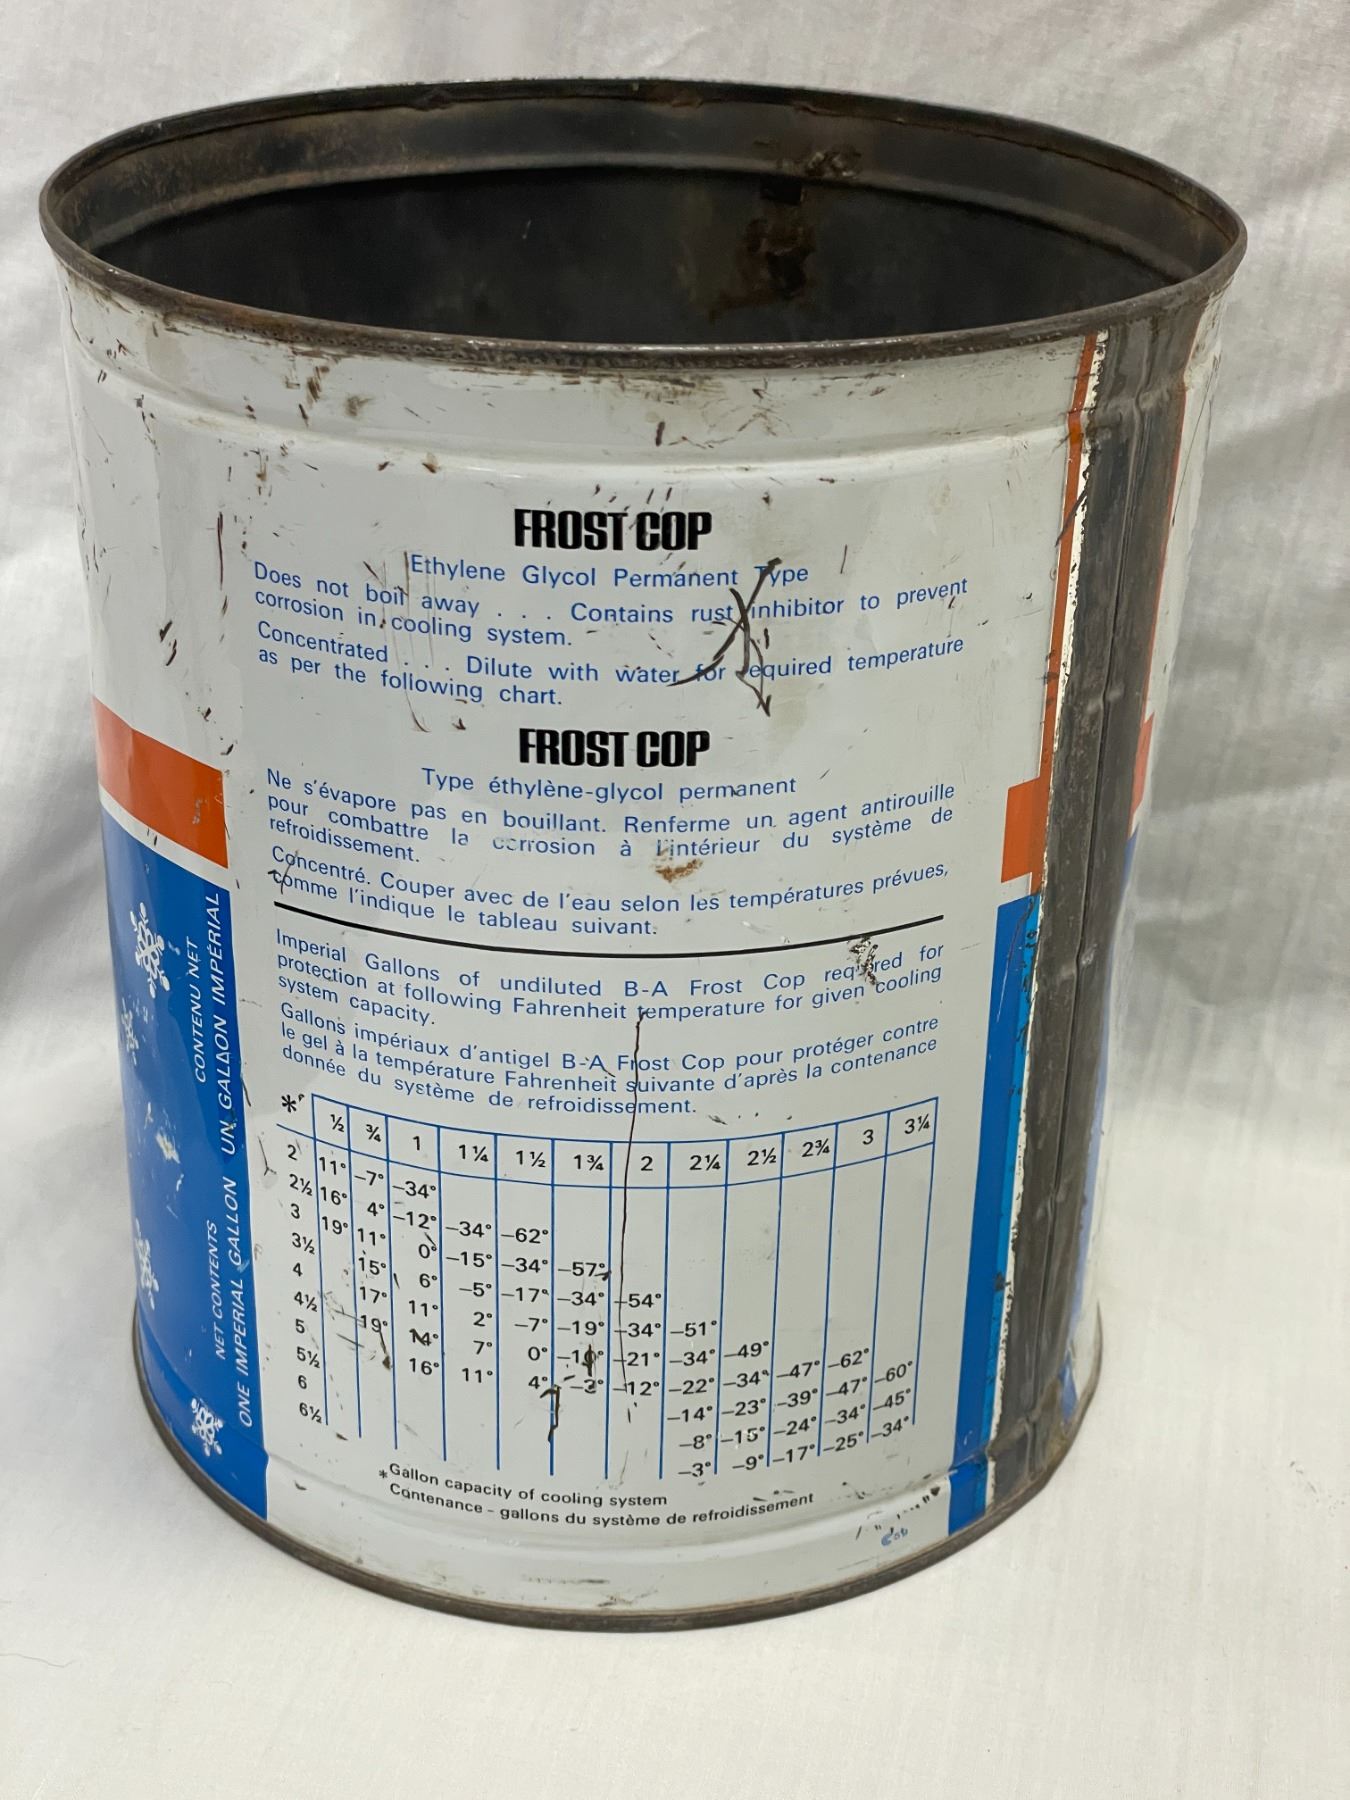 FROST COP
Ethylene Glycol Permanent Type
Does not boil away . . . Contains rust inhibitor to prevent
corrosion in cooling system.
Concentrated . . . Dilute with water for required temperature
as per the following chart.
FROST COP
Type éthylène-glycol permanent
Ne s'évapore pas en bouillant. Renferme un agent antirouille
pour combattre la corrosion à l'intérieur du système de
refroidissement.
Concentré. Couper avec de l'eau selon les températures prévues,
comme l'indique le tableau suivant.
Imperial Gallons of undiluted B-A Frost Cop required for
protection at following Fahrenheit temperature for given cooling
system capacity.
Gallons impériaux d'antigel B-A Frost Cop pour protéger contre
le gel à la température Fahrenheit suivante d'après la contenance
donnée du système de refroidissement.
* ½ ¾ 1 1¼ 1½ 1¾ 2 2¼ 2½ 2¾ 3 3¼
2 11° –7° –34°
2½ 16° 4° –12° –34° –62°
3 19° 11° 0° –15° –34° –57°
3½ 15° 6° –5° –17° –34° –54°
4 17° 11° 2° –7° –19° –34° –51°
4½ 19° 14° 7° 0° –10° –21° –34° –49°
5 16° 11° 4° –3° –12° –22° –34° –47° –62°
5½ –14° –23° –39° –47° –60°
6 –8° –15° –24° –34° –45°
6½ –3° –9° –17° –25° –34°
*Gallon capacity of cooling system
Contenance – gallons du système de refroidissement
CONTENU NET
UN GALLON IMPÉRIAL
NET CONTENTS
ONE IMPERIAL GALLON